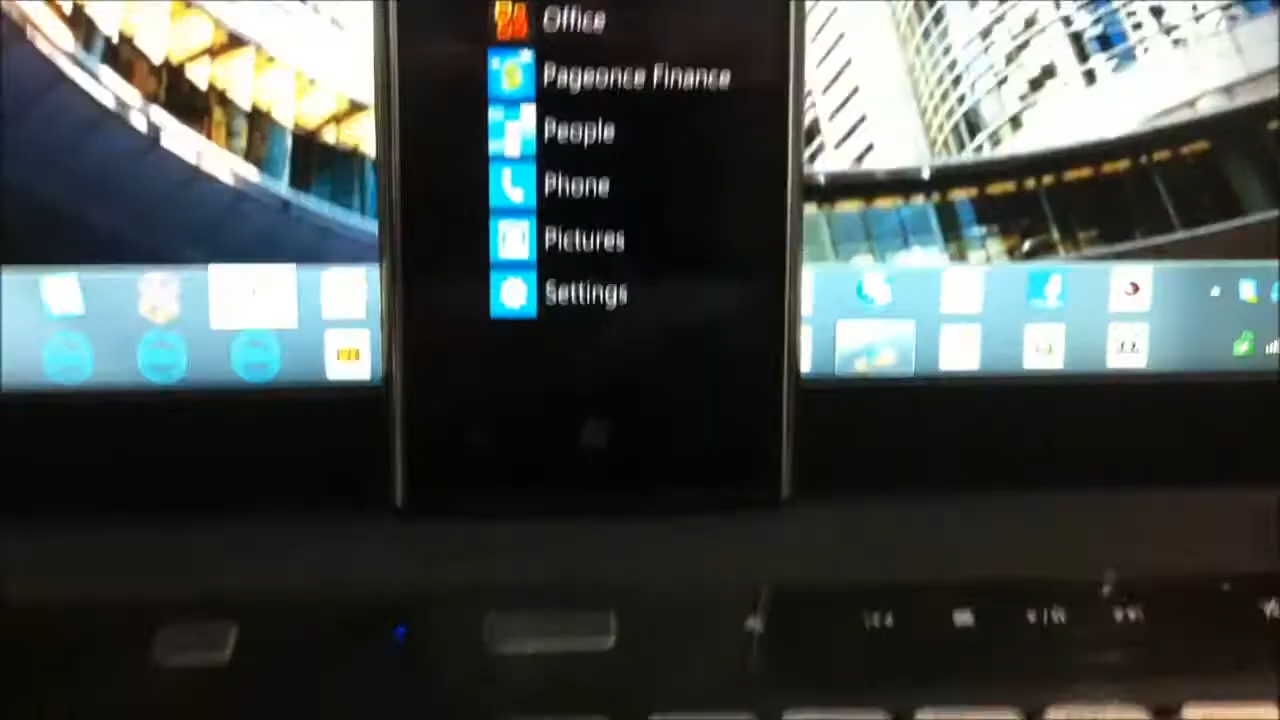 Office
Pageonce Finance
People
Phone
Pictures
Settings